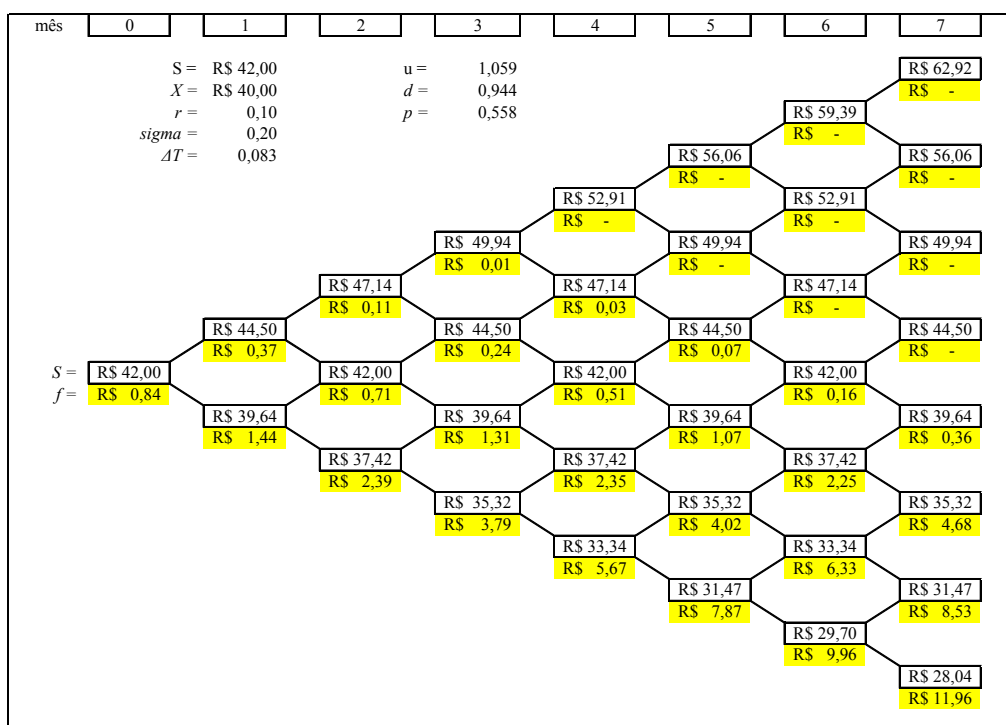 mês 0 1 2 3 4 5 6 7
S = R$ 42,00 u = 1,059 R$ 62,92
X = R$ 40,00 d = 0,944 R$ -
r = 0,10 p = 0,558 R$ 59,39
sigma = 0,20 R$ -
ΔT = 0,083 R$ 56,06 R$ 56,06
R$ - R$ -
R$ 52,91 R$ 52,91
R$ - R$ -
R$ 49,94 R$ 49,94 R$ 49,94
R$ 0,01 R$ - R$ -
R$ 47,14 R$ 47,14 R$ 47,14
R$ 0,11 R$ 0,03 R$ -
R$ 44,50 R$ 44,50 R$ 44,50 R$ 44,50
R$ 0,37 R$ 0,24 R$ 0,07 R$ -
S = R$ 42,00 R$ 42,00 R$ 42,00 R$ 42,00
f = R$ 0,84 R$ 0,71 R$ 0,51 R$ 0,16
R$ 39,64 R$ 39,64 R$ 39,64 R$ 39,64
R$ 1,44 R$ 1,31 R$ 1,07 R$ 0,36
R$ 37,42 R$ 37,42 R$ 37,42
R$ 2,39 R$ 2,35 R$ 2,25
R$ 35,32 R$ 35,32 R$ 35,32
R$ 3,79 R$ 4,02 R$ 4,68
R$ 33,34 R$ 33,34
R$ 5,67 R$ 6,33
R$ 31,47 R$ 31,47
R$ 7,87 R$ 8,53
R$ 29,70
R$ 9,96
R$ 28,04
R$ 11,96